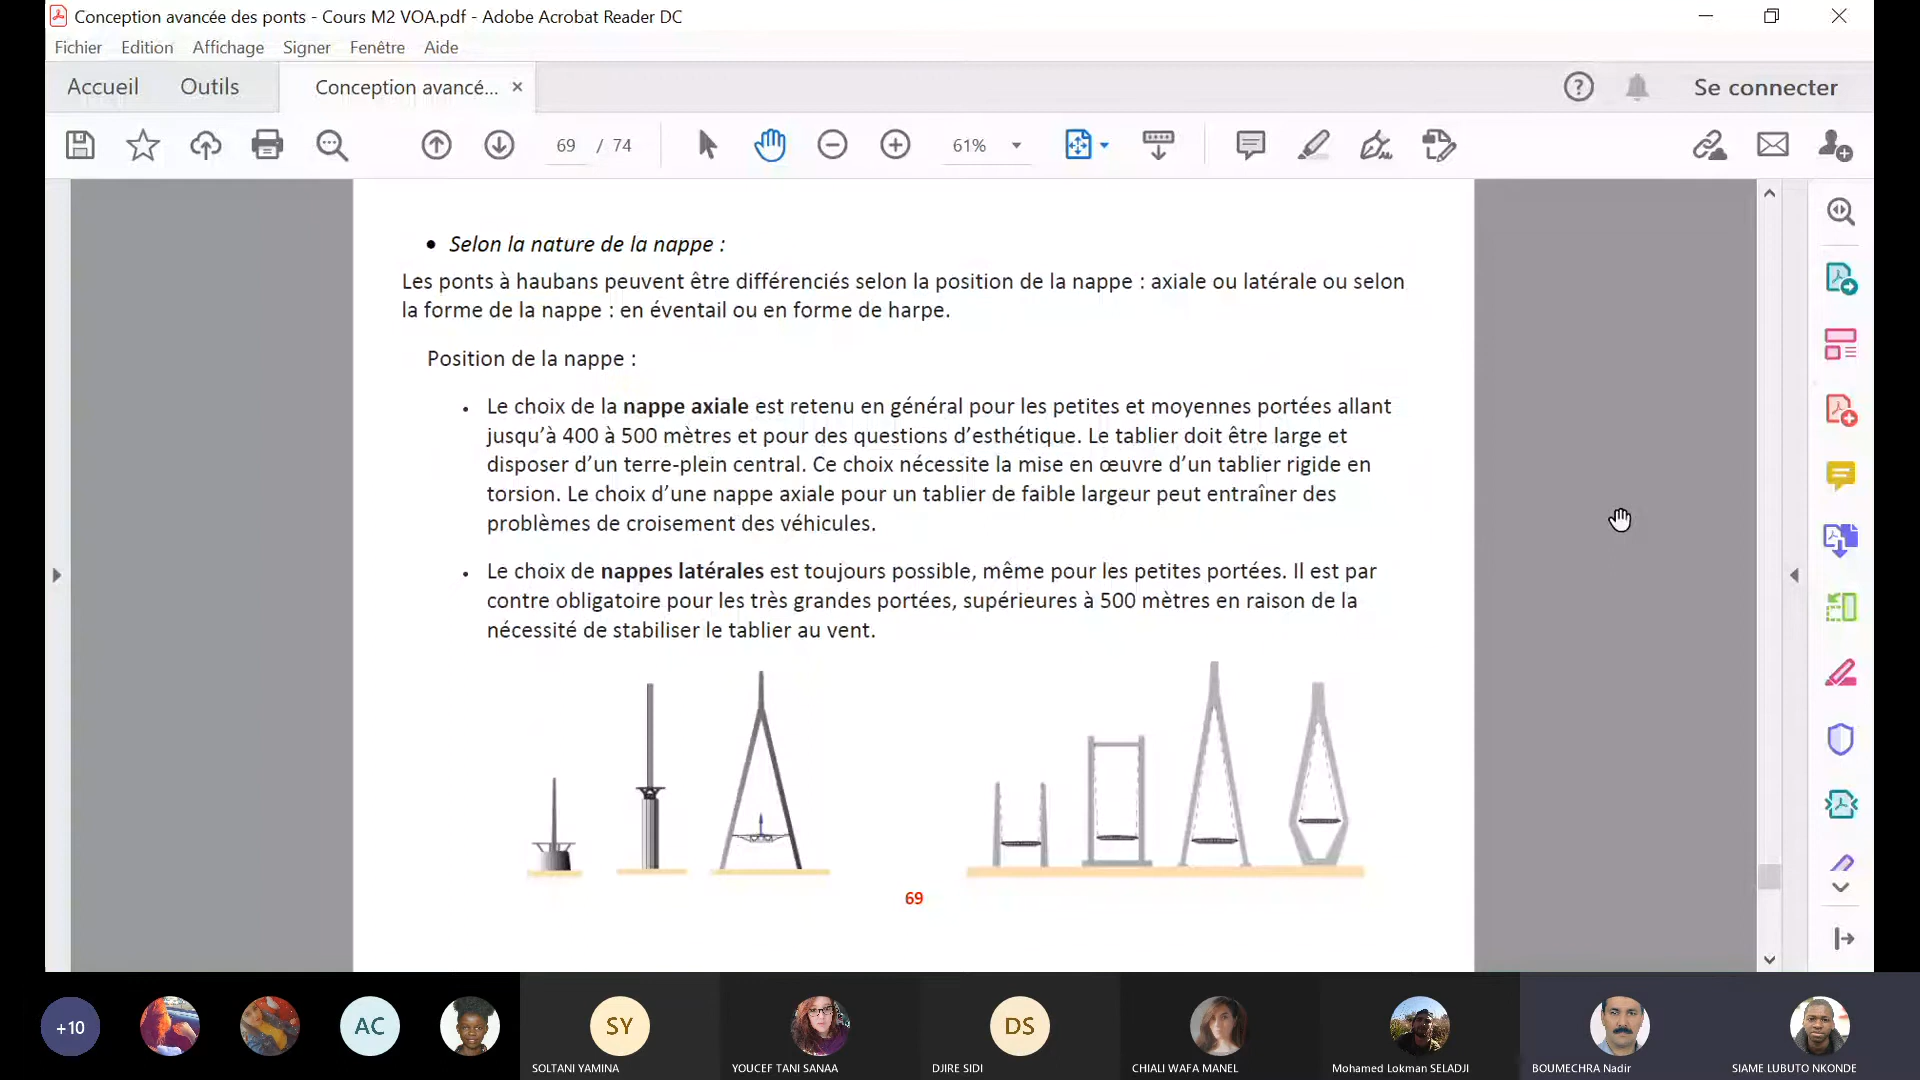 Conception avancée des ponts - Cours M2 VOA.pdf - Adobe Acrobat Reader DC
Fichier Edition Affichage Signer Fenêtre Aide
Accueil Outils Conception avancé... × Se connecter
69 / 74 61%
• Selon la nature de la nappe :
Les ponts à haubans peuvent être différenciés selon la position de la nappe : axiale ou latérale ou selon
la forme de la nappe : en éventail ou en forme de harpe.
Position de la nappe :
• Le choix de la nappe axiale est retenu en général pour les petites et moyennes portées allant
jusqu’à 400 à 500 mètres et pour des questions d’esthétique. Le tablier doit être large et
disposer d’un terre-plein central. Ce choix nécessite la mise en œuvre d’un tablier rigide en
torsion. Le choix d’une nappe axiale pour un tablier de faible largeur peut entraîner des
problèmes de croisement des véhicules.
• Le choix de nappes latérales est toujours possible, même pour les petites portées. Il est par
contre obligatoire pour les très grandes portées, supérieures à 500 mètres en raison de la
nécessité de stabiliser le tablier au vent.
69
+10 AC SY DS
SOLTANI YAMINA YOUCEF TANI SANAA DJIRE SIDI CHIALI WAFA MANEL Mohamed Lokman SELADJI BOUMECHRA Nadir SIAME LUBUTO NKONDE